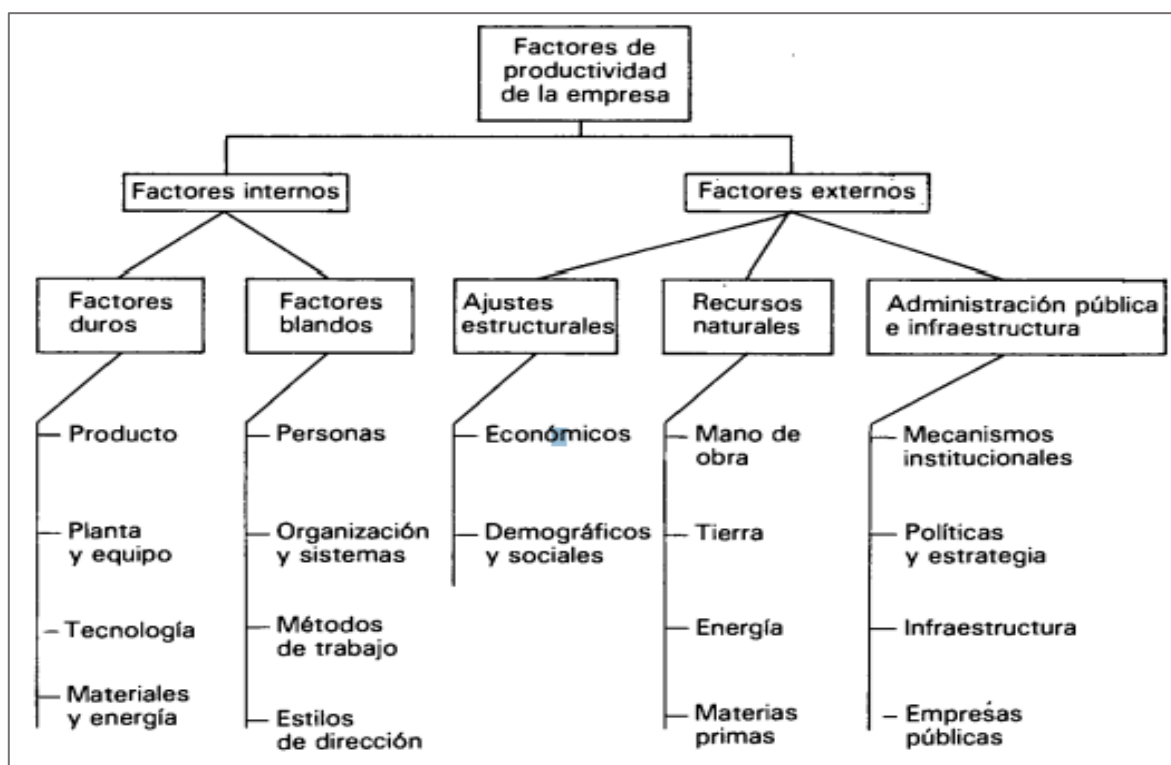 Factores de
productividad
de la empresa
Factores internos
Factores externos
Factores
duros
Factores
blandos
Ajustes
estructurales
Recursos
naturales
Administración pública
e infraestructura
Producto
Planta
y equipo
Tecnología
Materiales
y energía
Personas
Organización
y sistemas
Métodos
de trabajo
Estilos
de dirección
Económicos
Demográficos
y sociales
Mano de
obra
Tierra
Energía
Materias
primas
Mecanismos
institucionales
Políticas
y estrategia
Infraestructura
Empresas
públicas